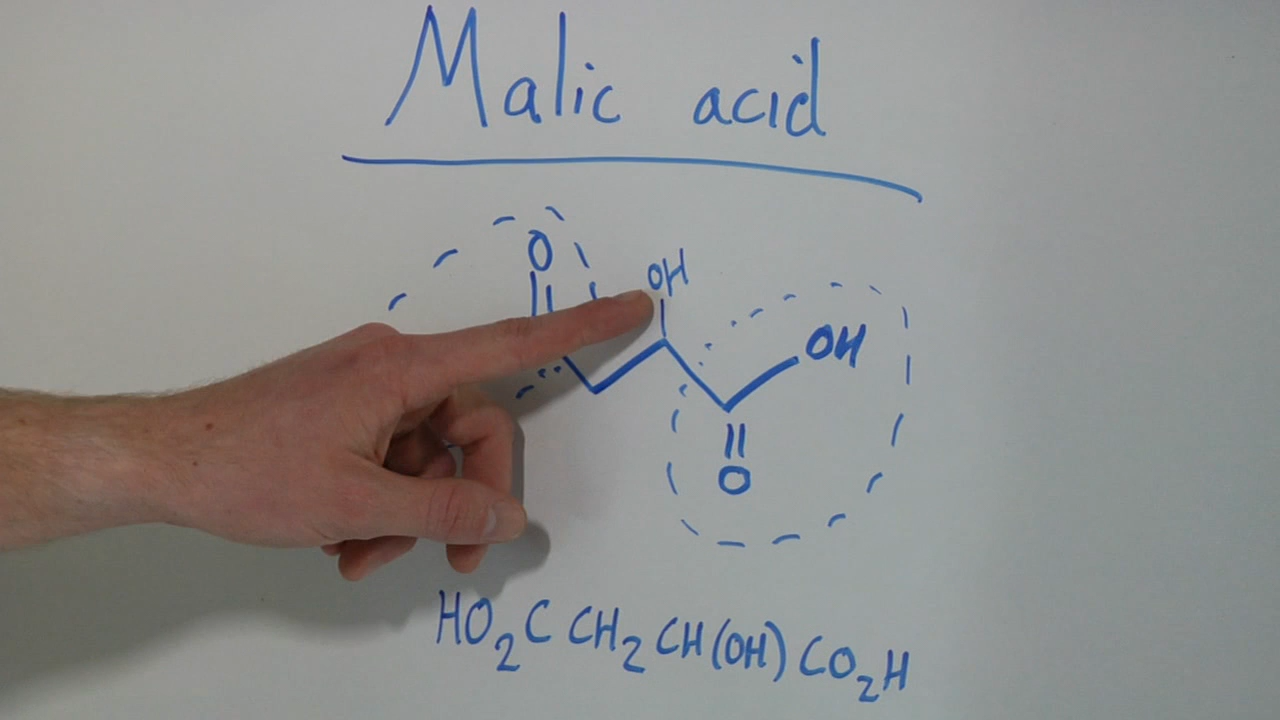 Malic acid
O
OH
OH
O
HO₂C CH₂ CH(OH) CO₂H